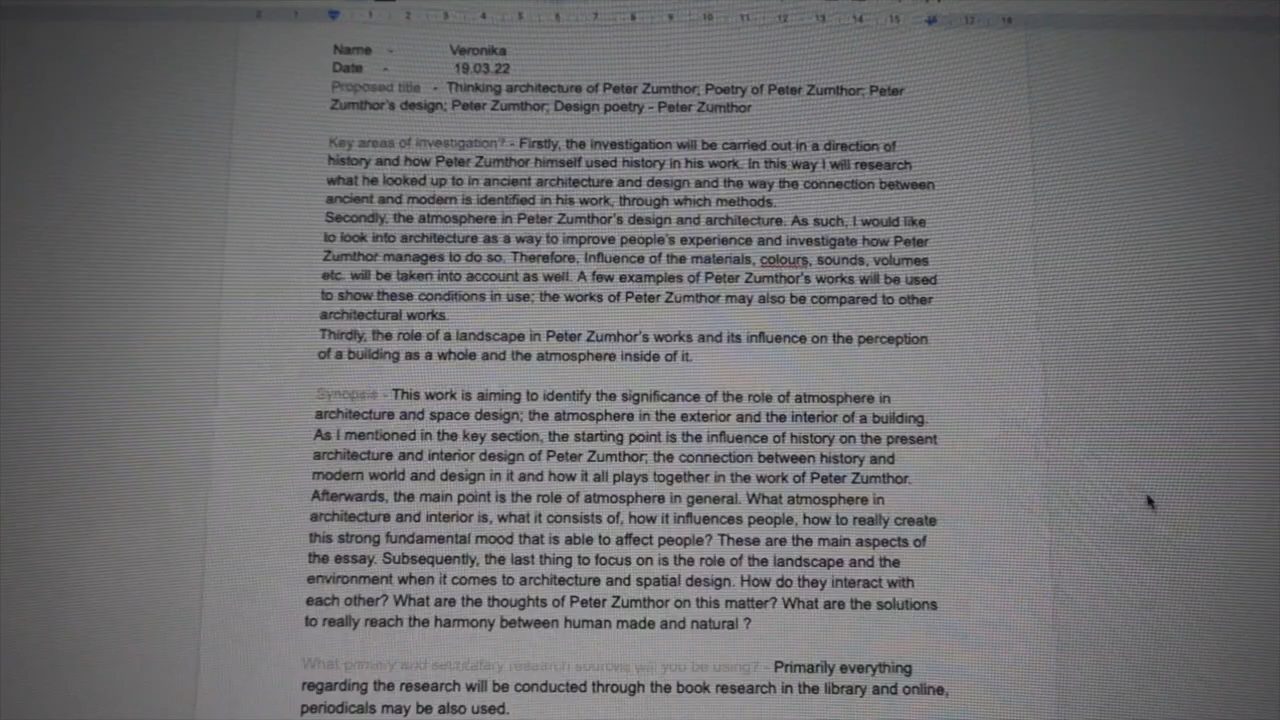 2 1 1 2 3 4 5 6 7 8 9 10 11 12 13 14 15 16 17 18
Name - Veronika
Date - 19.03.22
Proposed title - Thinking architecture of Peter Zumthor; Poetry of Peter Zumthor; Peter
Zumthor's design; Peter Zumthor; Design poetry - Peter Zumthor
Key areas of investigation? - Firstly, the investigation will be carried out in a direction of
history and how Peter Zumthor himself used history in his work. In this way I will research
what he looked up to in ancient architecture and design and the way the connection between
ancient and modern is identified in his work, through which methods.
Secondly, the atmosphere in Peter Zumthor's design and architecture. As such, I would like
to look into architecture as a way to improve people's experience and investigate how Peter
Zumthor manages to do so. Therefore, Influence of the materials, colours, sounds, volumes
etc. will be taken into account as well. A few examples of Peter Zumthor's works will be used
to show these conditions in use; the works of Peter Zumthor may also be compared to other
architectural works.
Thirdly, the role of a landscape in Peter Zumhor's works and its influence on the perception
of a building as a whole and the atmosphere inside of it.
Synopsis - This work is aiming to identify the significance of the role of atmosphere in
architecture and space design; the atmosphere in the exterior and the interior of a building.
As I mentioned in the key section, the starting point is the influence of history on the present
architecture and interior design of Peter Zumthor; the connection between history and
modern world and design in it and how it all plays together in the work of Peter Zumthor.
Afterwards, the main point is the role of atmosphere in general. What atmosphere in
architecture and interior is, what it consists of, how it influences people, how to really create
this strong fundamental mood that is able to affect people? These are the main aspects of
the essay. Subsequently, the last thing to focus on is the role of the landscape and the
environment when it comes to architecture and spatial design. How do they interact with
each other? What are the thoughts of Peter Zumthor on this matter? What are the solutions
to really reach the harmony between human made and natural ?
What primary and secondary research sources will you be using? - Primarily everything
regarding the research will be conducted through the book research in the library and online,
periodicals may be also used.